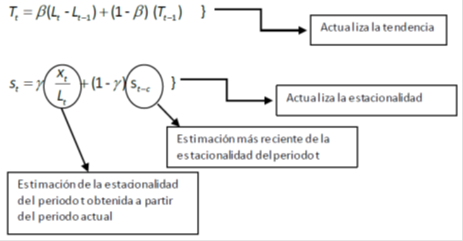 T_t = β(L_t - L_{t-1}) + (1 - β) (T_{t-1}) }
Actualiza la tendencia
s_t = γ X_t / L_t + (1 - γ) s_{t-c} }
Actualiza la estacionalidad
Estimación más reciente de la
estacionalidad del periodo t
Estimación de la estacionalidad
del periodo t obtenida a partir
del periodo actual